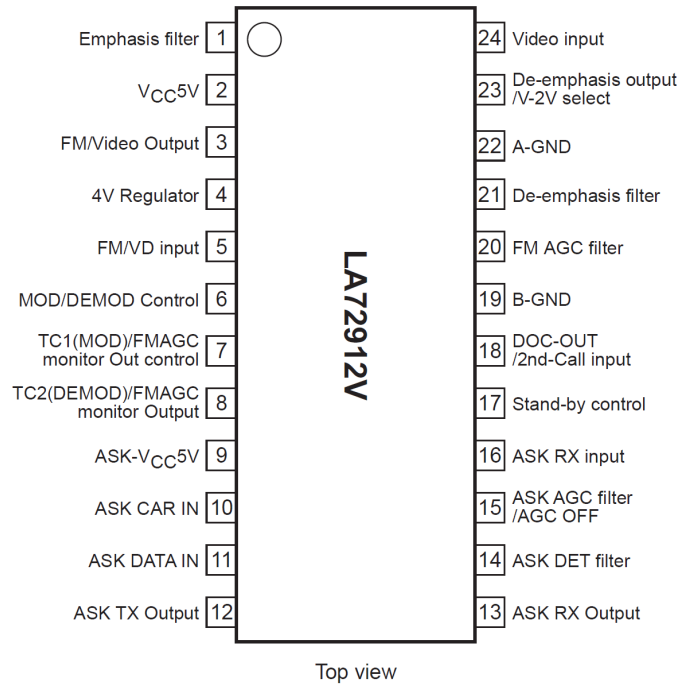 Emphasis filter 1
VCC5V 2
FM/Video Output 3
4V Regulator 4
FM/VD input 5
MOD/DEMOD Control 6
TC1(MOD)/FMAGC
monitor Out control 7
TC2(DEMOD)/FMAGC
monitor Output 8
ASK-VCC5V 9
ASK CAR IN 10
ASK DATA IN 11
ASK TX Output 12
LA72912V
24 Video input
23 De-emphasis output
/V-2V select
22 A-GND
21 De-emphasis filter
20 FM AGC filter
19 B-GND
18 DOC-OUT
/2nd-Call input
17 Stand-by control
16 ASK RX input
15 ASK AGC filter
/AGC OFF
14 ASK DET filter
13 ASK RX Output
Top view